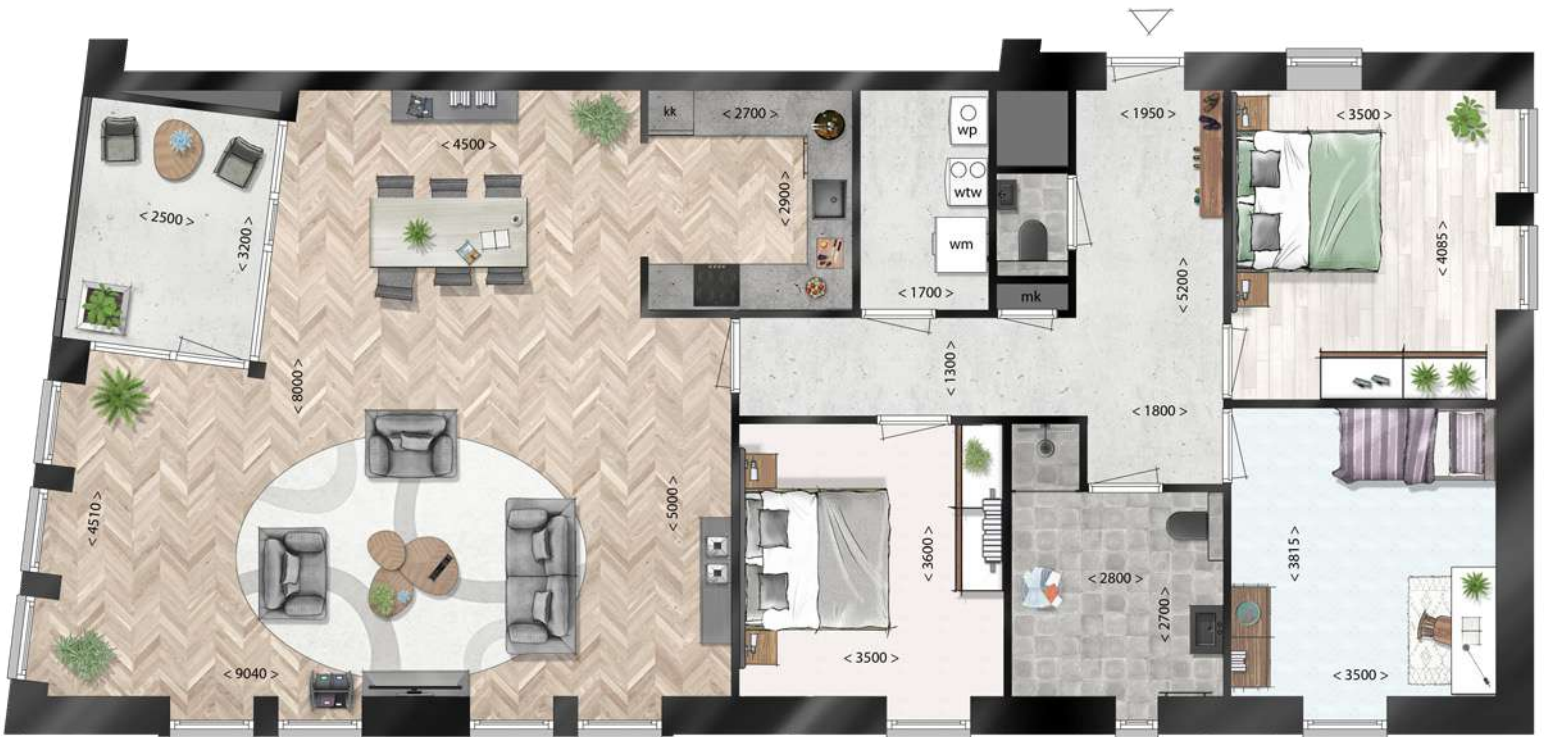 kk
< 2700 >
wp
< 1950 >
< 3500 >
< 4500 >
wtw
< 2900 >
< 2500 >
< 3200 >
wm
< 4085 >
< 5200 >
< 1700 >
mk
< 8000 >
< 1300 >
< 1800 >
< 4510 >
< 5000 >
< 3600 >
< 3815 >
< 2800 >
< 2700 >
< 3500 >
< 9040 >
< 3500 >